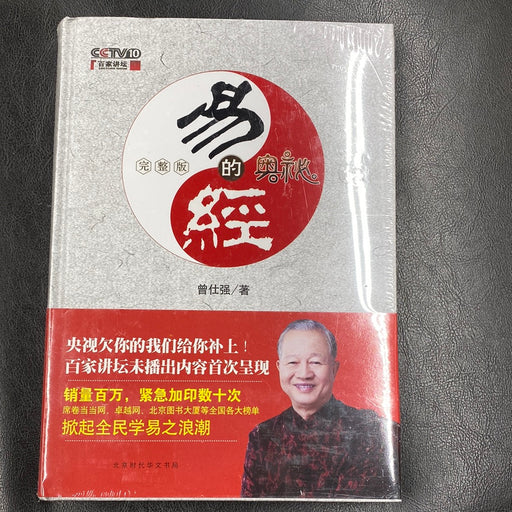 CCTV10
百家讲坛
易
完整版 的 奥祕
經
曾仕强/著
央视欠你的我们给你补上！
百家讲坛未播出内容首次呈现
销量百万，紧急加印数十次
席卷当当网、卓越网、北京图书大厦等全国各大榜单
掀起全民学易之浪潮
北京时代华文书局